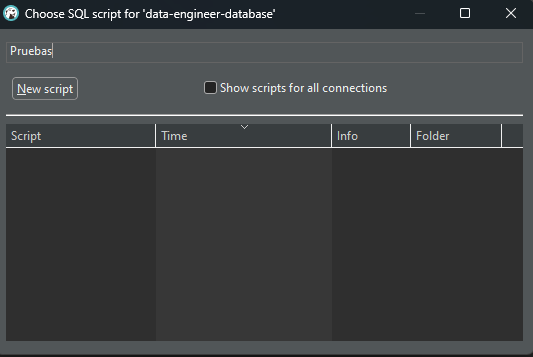 Choose SQL script for 'data-engineer-database'
Pruebas
New script
Show scripts for all connections
Script Time Info Folder